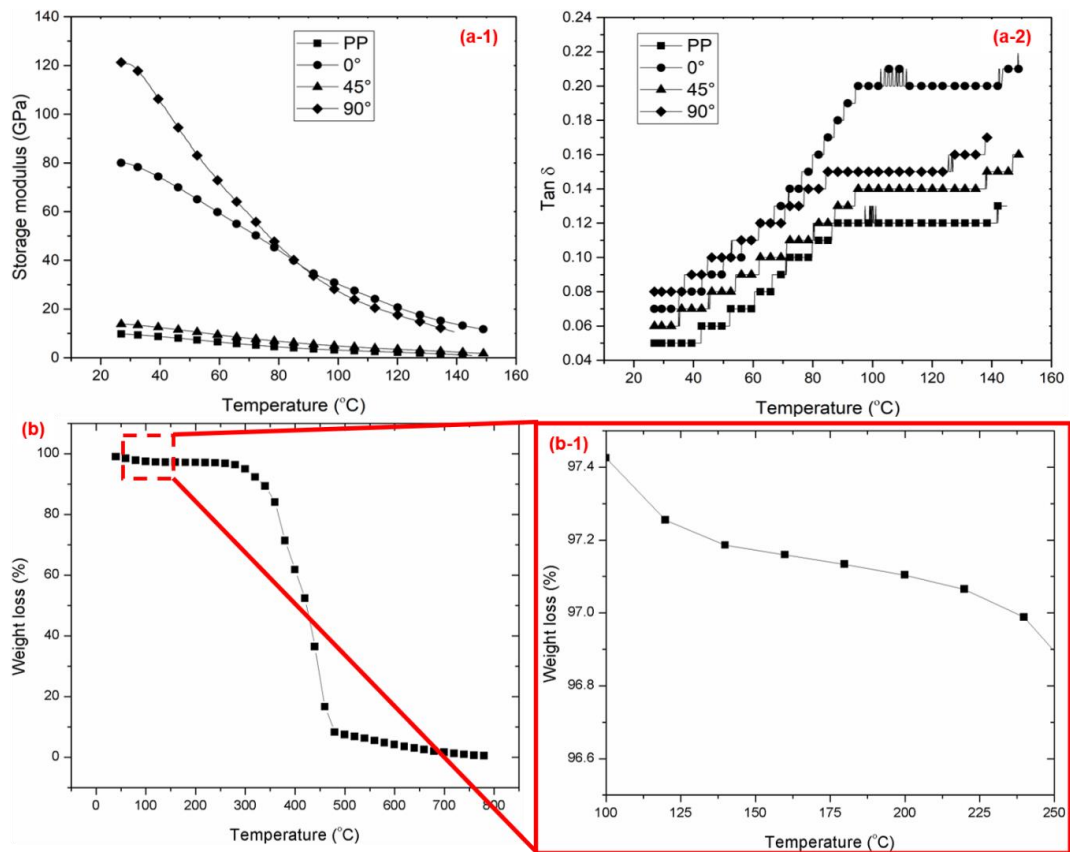 (a-1)
PP
0°
45°
90°
Storage modulus (GPa)
140
120
100
80
60
40
20
0
20 40 60 80 100 120 140 160
Temperature (°C)
(a-2)
PP
0°
45°
90°
Tan δ
0.24
0.22
0.20
0.18
0.16
0.14
0.12
0.10
0.08
0.06
0.04
20 40 60 80 100 120 140 160
Temperature (°C)
(b)
Weight loss (%)
100
80
60
40
20
0
0 100 200 300 400 500 600 700 800
Temperature (°C)
(b-1)
Weight loss (%)
97.4
97.2
97.0
96.8
96.6
100 125 150 175 200 225 250
Temperature (°C)